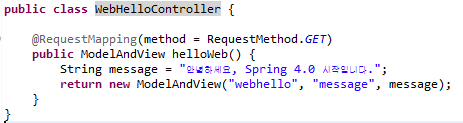 public class WebHelloController {
@RequestMapping(method = RequestMethod.GET)
public ModelAndView helloWeb() {
String message = "안녕하세요, Spring 4.0 시작입니다.";
return new ModelAndView("webhello", "message", message);
}
}